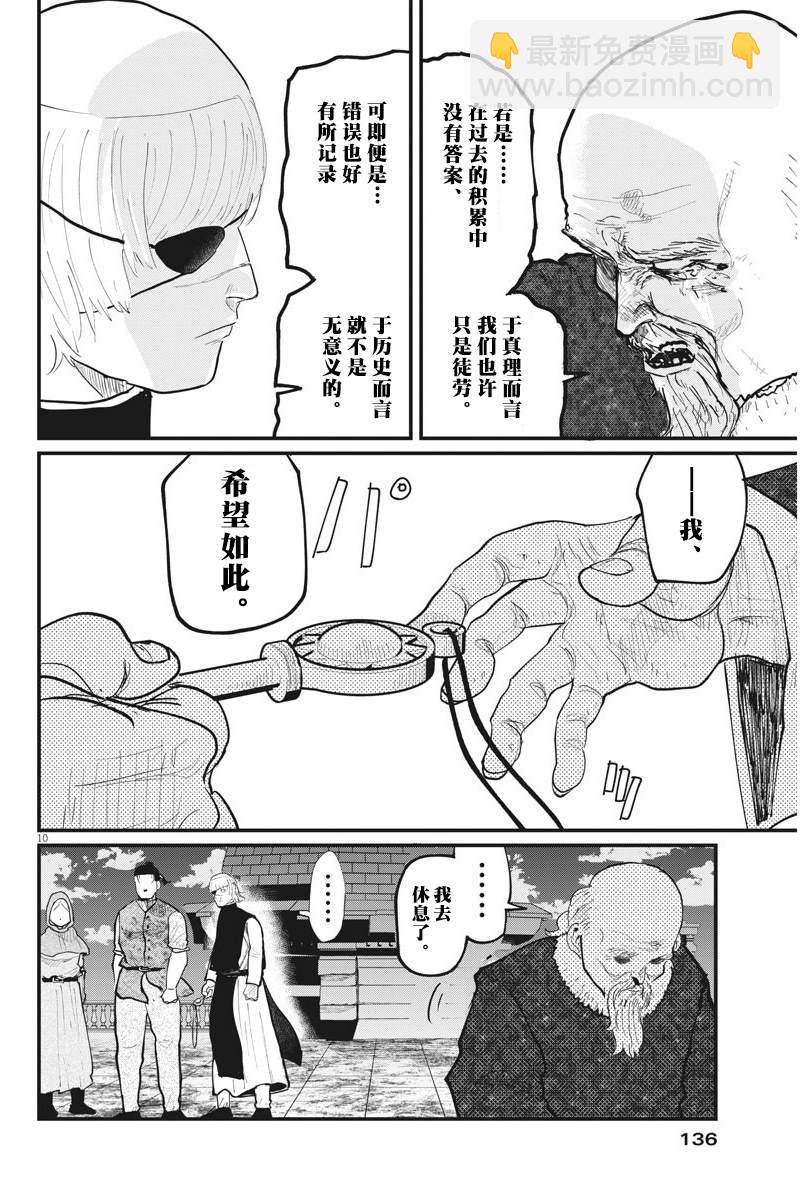 👇最新免费漫画👇
www.baozimh.com
若是……
在过去的积累中
没有答案、
于真理而言
我们也许
只是徒劳。
可即便是…
错误也好
有所记录
于历史而言
就不是
无意义的。
——我、
希望如此。
10
……
我去
休息了。
……
136